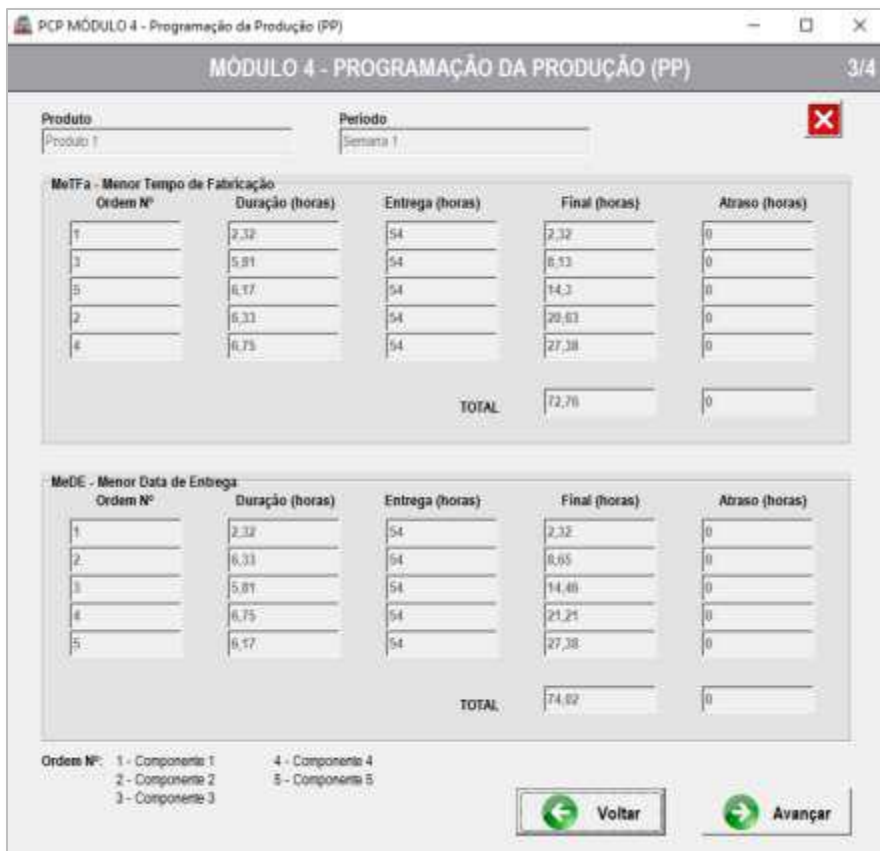 PCP MÓDULO 4 - Programação da Produção (PP)
MÓDULO 4 - PROGRAMAÇÃO DA PRODUÇÃO (PP) 3/4
Produto Período
Produto 1 Semana 1
MeTFa - Menor Tempo de Fabricação
Ordem Nº Duração (horas) Entrega (horas) Final (horas) Atraso (horas)
1 2,32 54 2,32 0
3 5,81 54 8,13 0
5 6,17 54 14,3 0
2 6,33 54 20,63 0
4 6,75 54 27,38 0
TOTAL 72,76 0
MeDE - Menor Data de Entrega
Ordem Nº Duração (horas) Entrega (horas) Final (horas) Atraso (horas)
1 2,32 54 2,32 0
2 6,33 54 8,65 0
3 5,81 54 14,46 0
4 6,75 54 21,21 0
5 6,17 54 27,38 0
TOTAL 74,02 0
Ordem Nº: 1 - Componente 1 4 - Componente 4
2 - Componente 2 5 - Componente 5
3 - Componente 3
Voltar Avançar